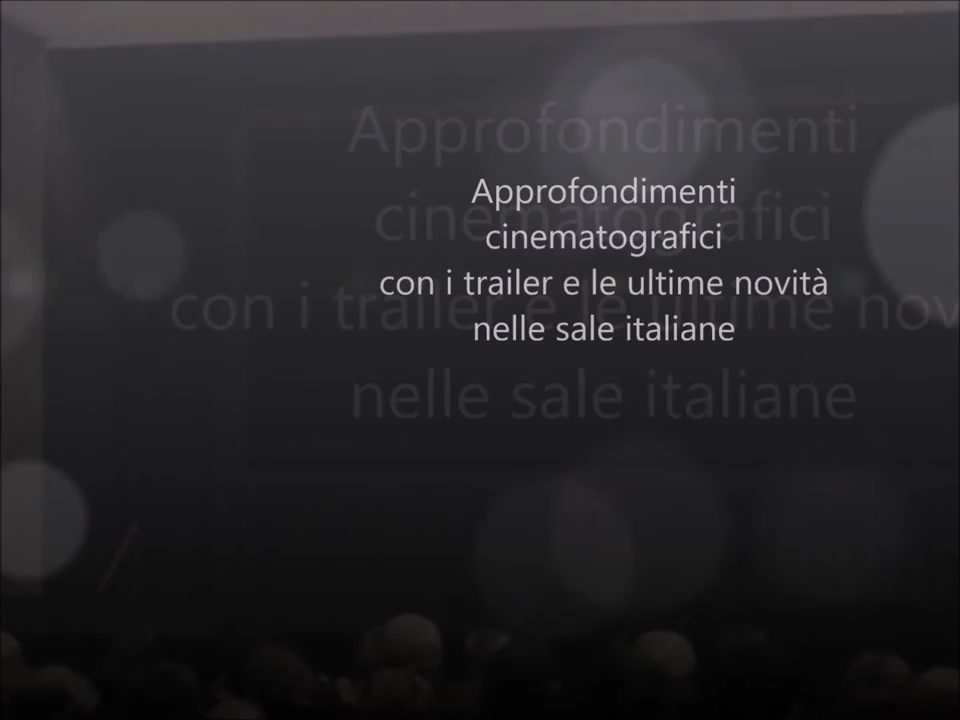 Approfondimenti
cinematografici
con i trailer e le ultime novità
nelle sale italiane